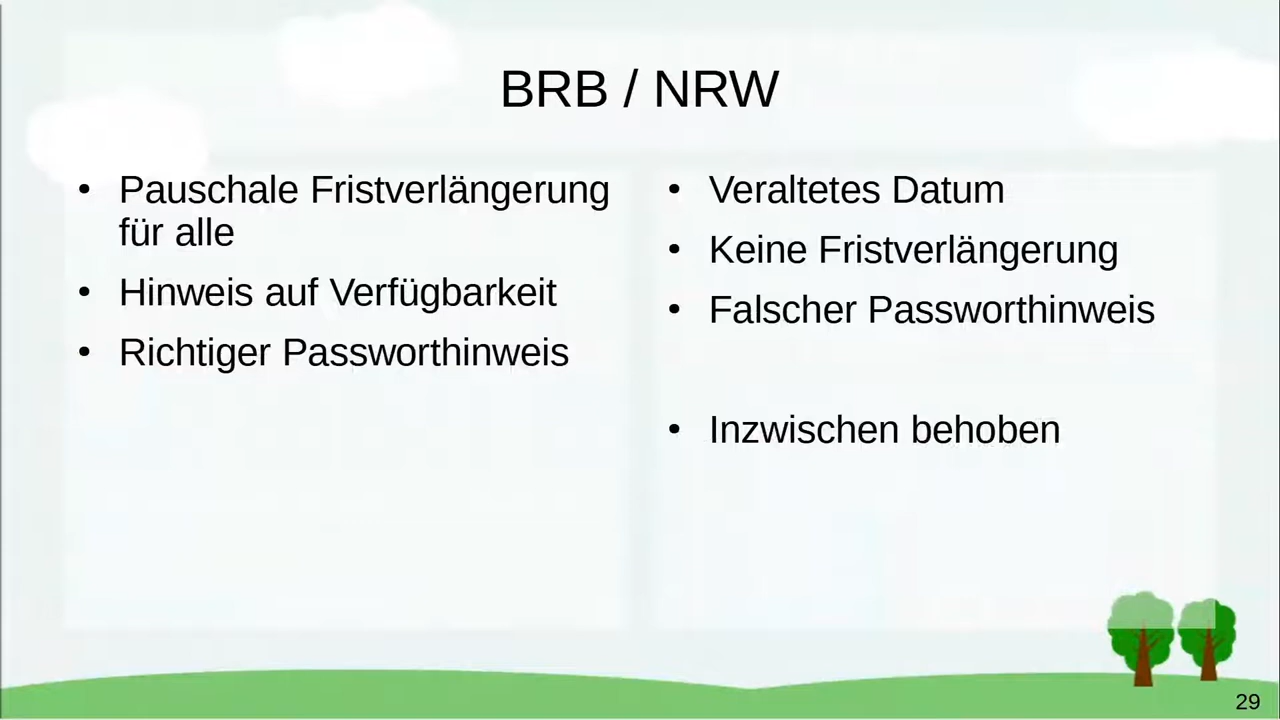 BRB / NRW
• Pauschale Fristverlängerung
für alle
• Hinweis auf Verfügbarkeit
• Richtiger Passworthinweis
• Veraltetes Datum
• Keine Fristverlängerung
• Falscher Passworthinweis
• Inzwischen behoben
29